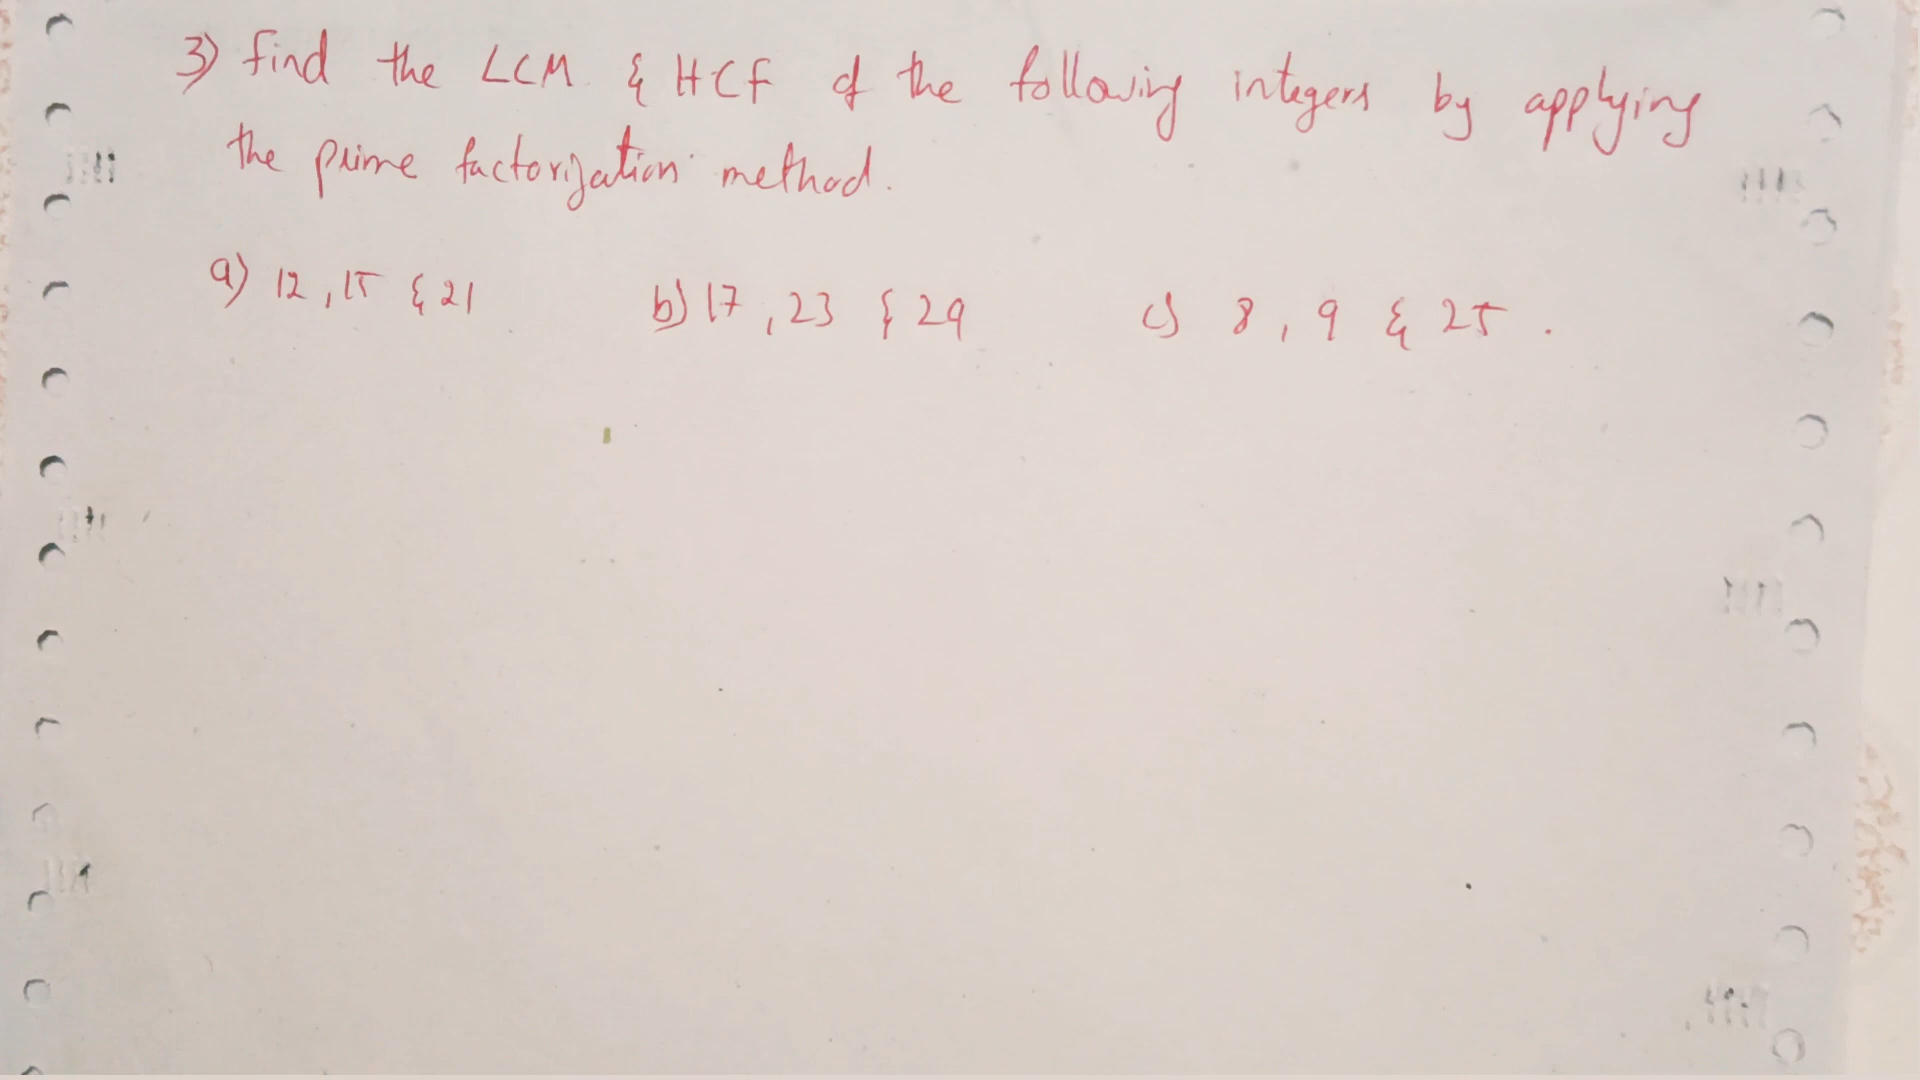 3) find the LCM & HCF of the following integers by applying
the prime factorization method.
a) 12, 15 & 21 b) 17, 23 & 29 c) 8, 9 & 25.